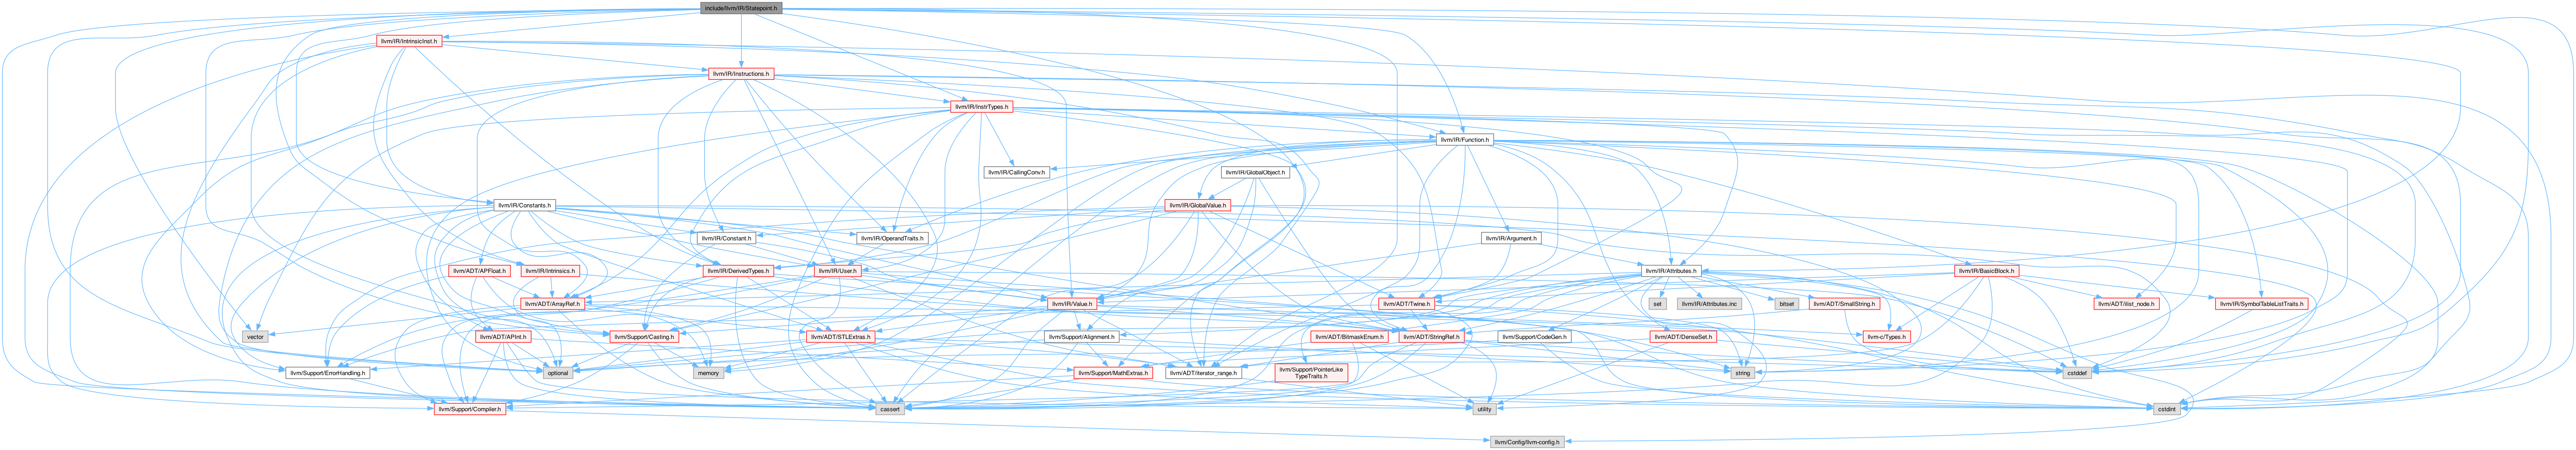 include/llvm/IR/Statepoint.h
llvm/IR/IntrinsicInst.h
llvm/IR/Instructions.h
llvm/IR/InstrTypes.h
llvm/IR/Function.h
llvm/IR/CallingConv.h
llvm/IR/GlobalObject.h
llvm/IR/Constants.h
llvm/IR/GlobalValue.h
llvm/IR/Constant.h
llvm/IR/OperandTraits.h
llvm/IR/Argument.h
llvm/ADT/APFloat.h
llvm/IR/Intrinsics.h
llvm/IR/DerivedTypes.h
llvm/IR/User.h
llvm/IR/Attributes.h
llvm/IR/BasicBlock.h
llvm/ADT/ArrayRef.h
llvm/IR/Value.h
llvm/ADT/Twine.h
set
llvm/IR/Attributes.inc
bitset
llvm/ADT/SmallString.h
llvm/ADT/ilist_node.h
llvm/IR/SymbolTableListTraits.h
vector
llvm/ADT/APInt.h
llvm/Support/Casting.h
llvm/ADT/STLExtras.h
llvm/Support/Alignment.h
llvm/ADT/BitmaskEnum.h
llvm/ADT/StringRef.h
llvm/Support/CodeGen.h
llvm/ADT/DenseSet.h
llvm-c/Types.h
llvm/Support/ErrorHandling.h
optional
memory
llvm/Support/MathExtras.h
llvm/ADT/iterator_range.h
llvm/Support/PointerLike
TypeTraits.h
string
cstddef
llvm/Support/Compiler.h
cassert
utility
cstdint
llvm/Config/llvm-config.h